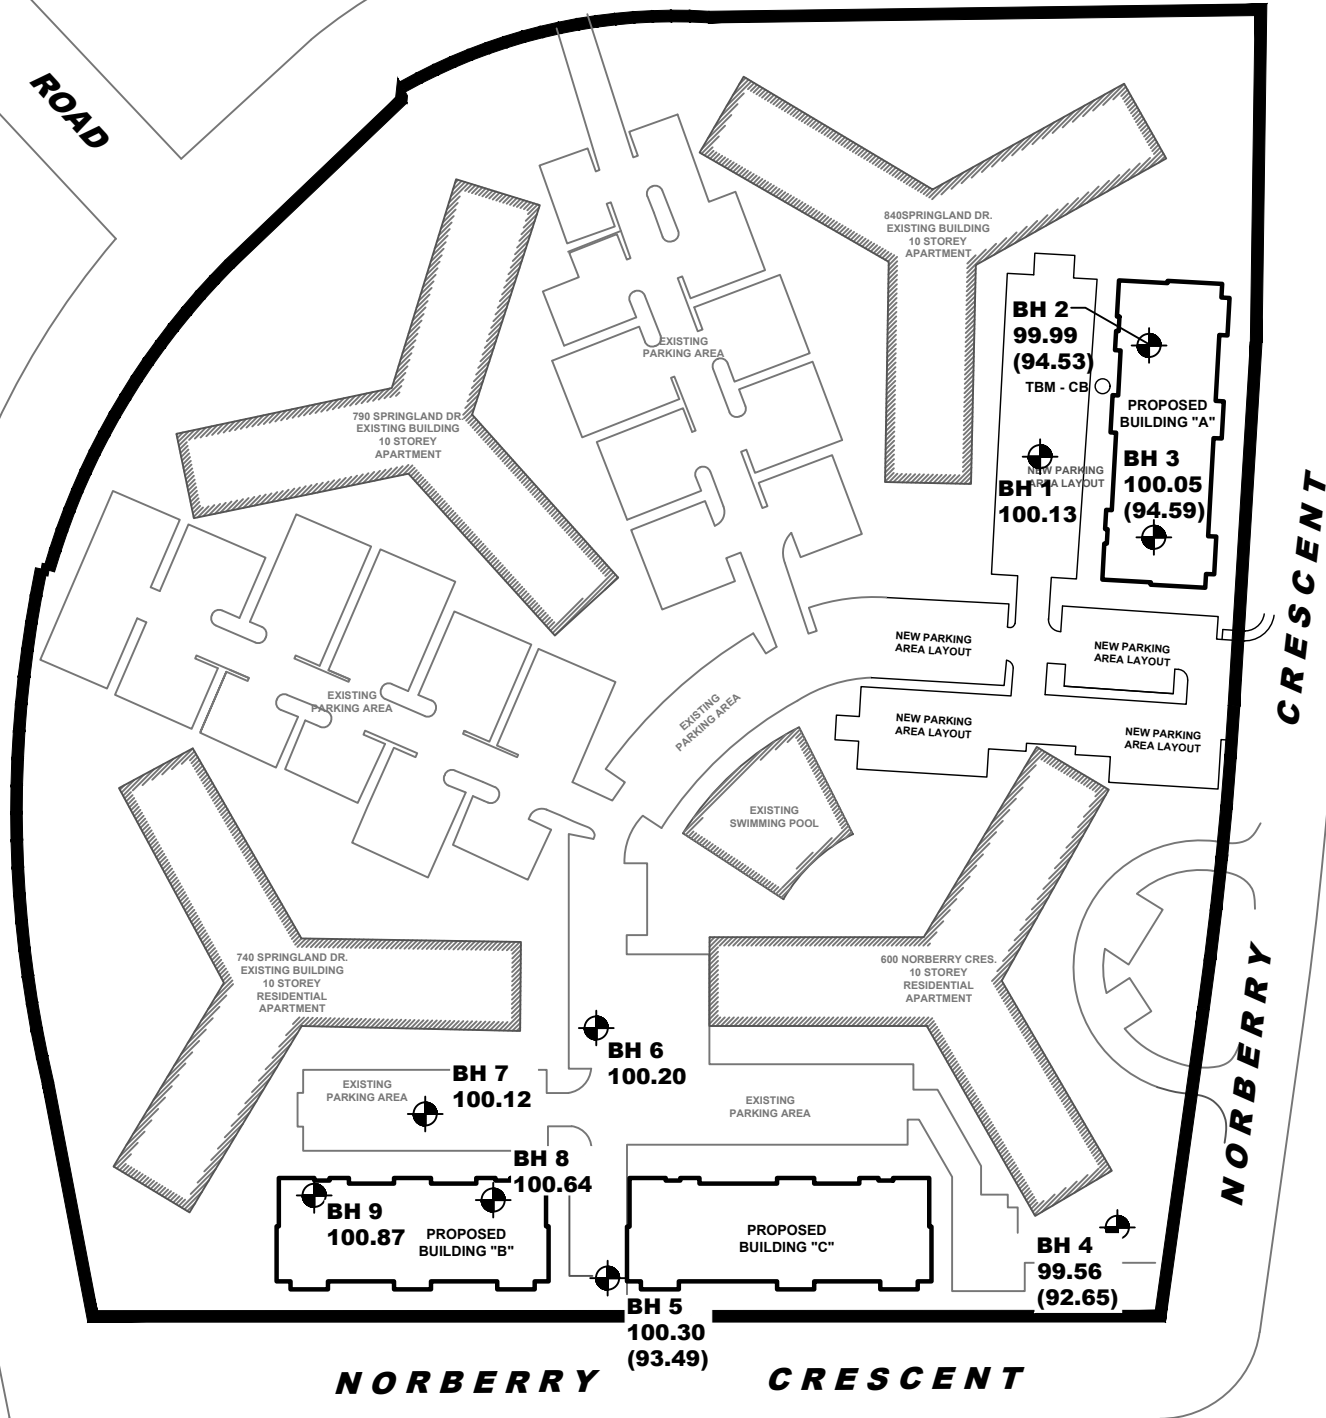 ROAD
840SPRINGLAND DR.
EXISTING BUILDING
10 STOREY
APARTMENT
BH 2
99.99
(94.53)
TBM - CB
EXISTING
PARKING AREA
PROPOSED
BUILDING "A"
790 SPRINGLAND DR.
EXISTING BUILDING
10 STOREY
APARTMENT
BH 3
100.05
(94.59)
NEW PARKING
AREA LAYOUT
BH 1
100.13
CRESCENT
NEW PARKING
AREA LAYOUT
NEW PARKING
AREA LAYOUT
EXISTING
PARKING AREA
EXISTING
PARKING AREA
NEW PARKING
AREA LAYOUT
NEW PARKING
AREA LAYOUT
EXISTING
SWIMMING POOL
740 SPRINGLAND DR.
EXISTING BUILDING
10 STOREY
RESIDENTIAL
APARTMENT
600 NORBERRY CRES.
10 STOREY
RESIDENTIAL
APARTMENT
NORBERRY
BH 6
100.20
BH 7
100.12
EXISTING
PARKING AREA
EXISTING
PARKING AREA
BH 8
100.64
BH 9
100.87
PROPOSED
BUILDING "B"
PROPOSED
BUILDING "C"
BH 4
99.56
(92.65)
BH 5
100.30
(93.49)
NORBERRY CRESCENT